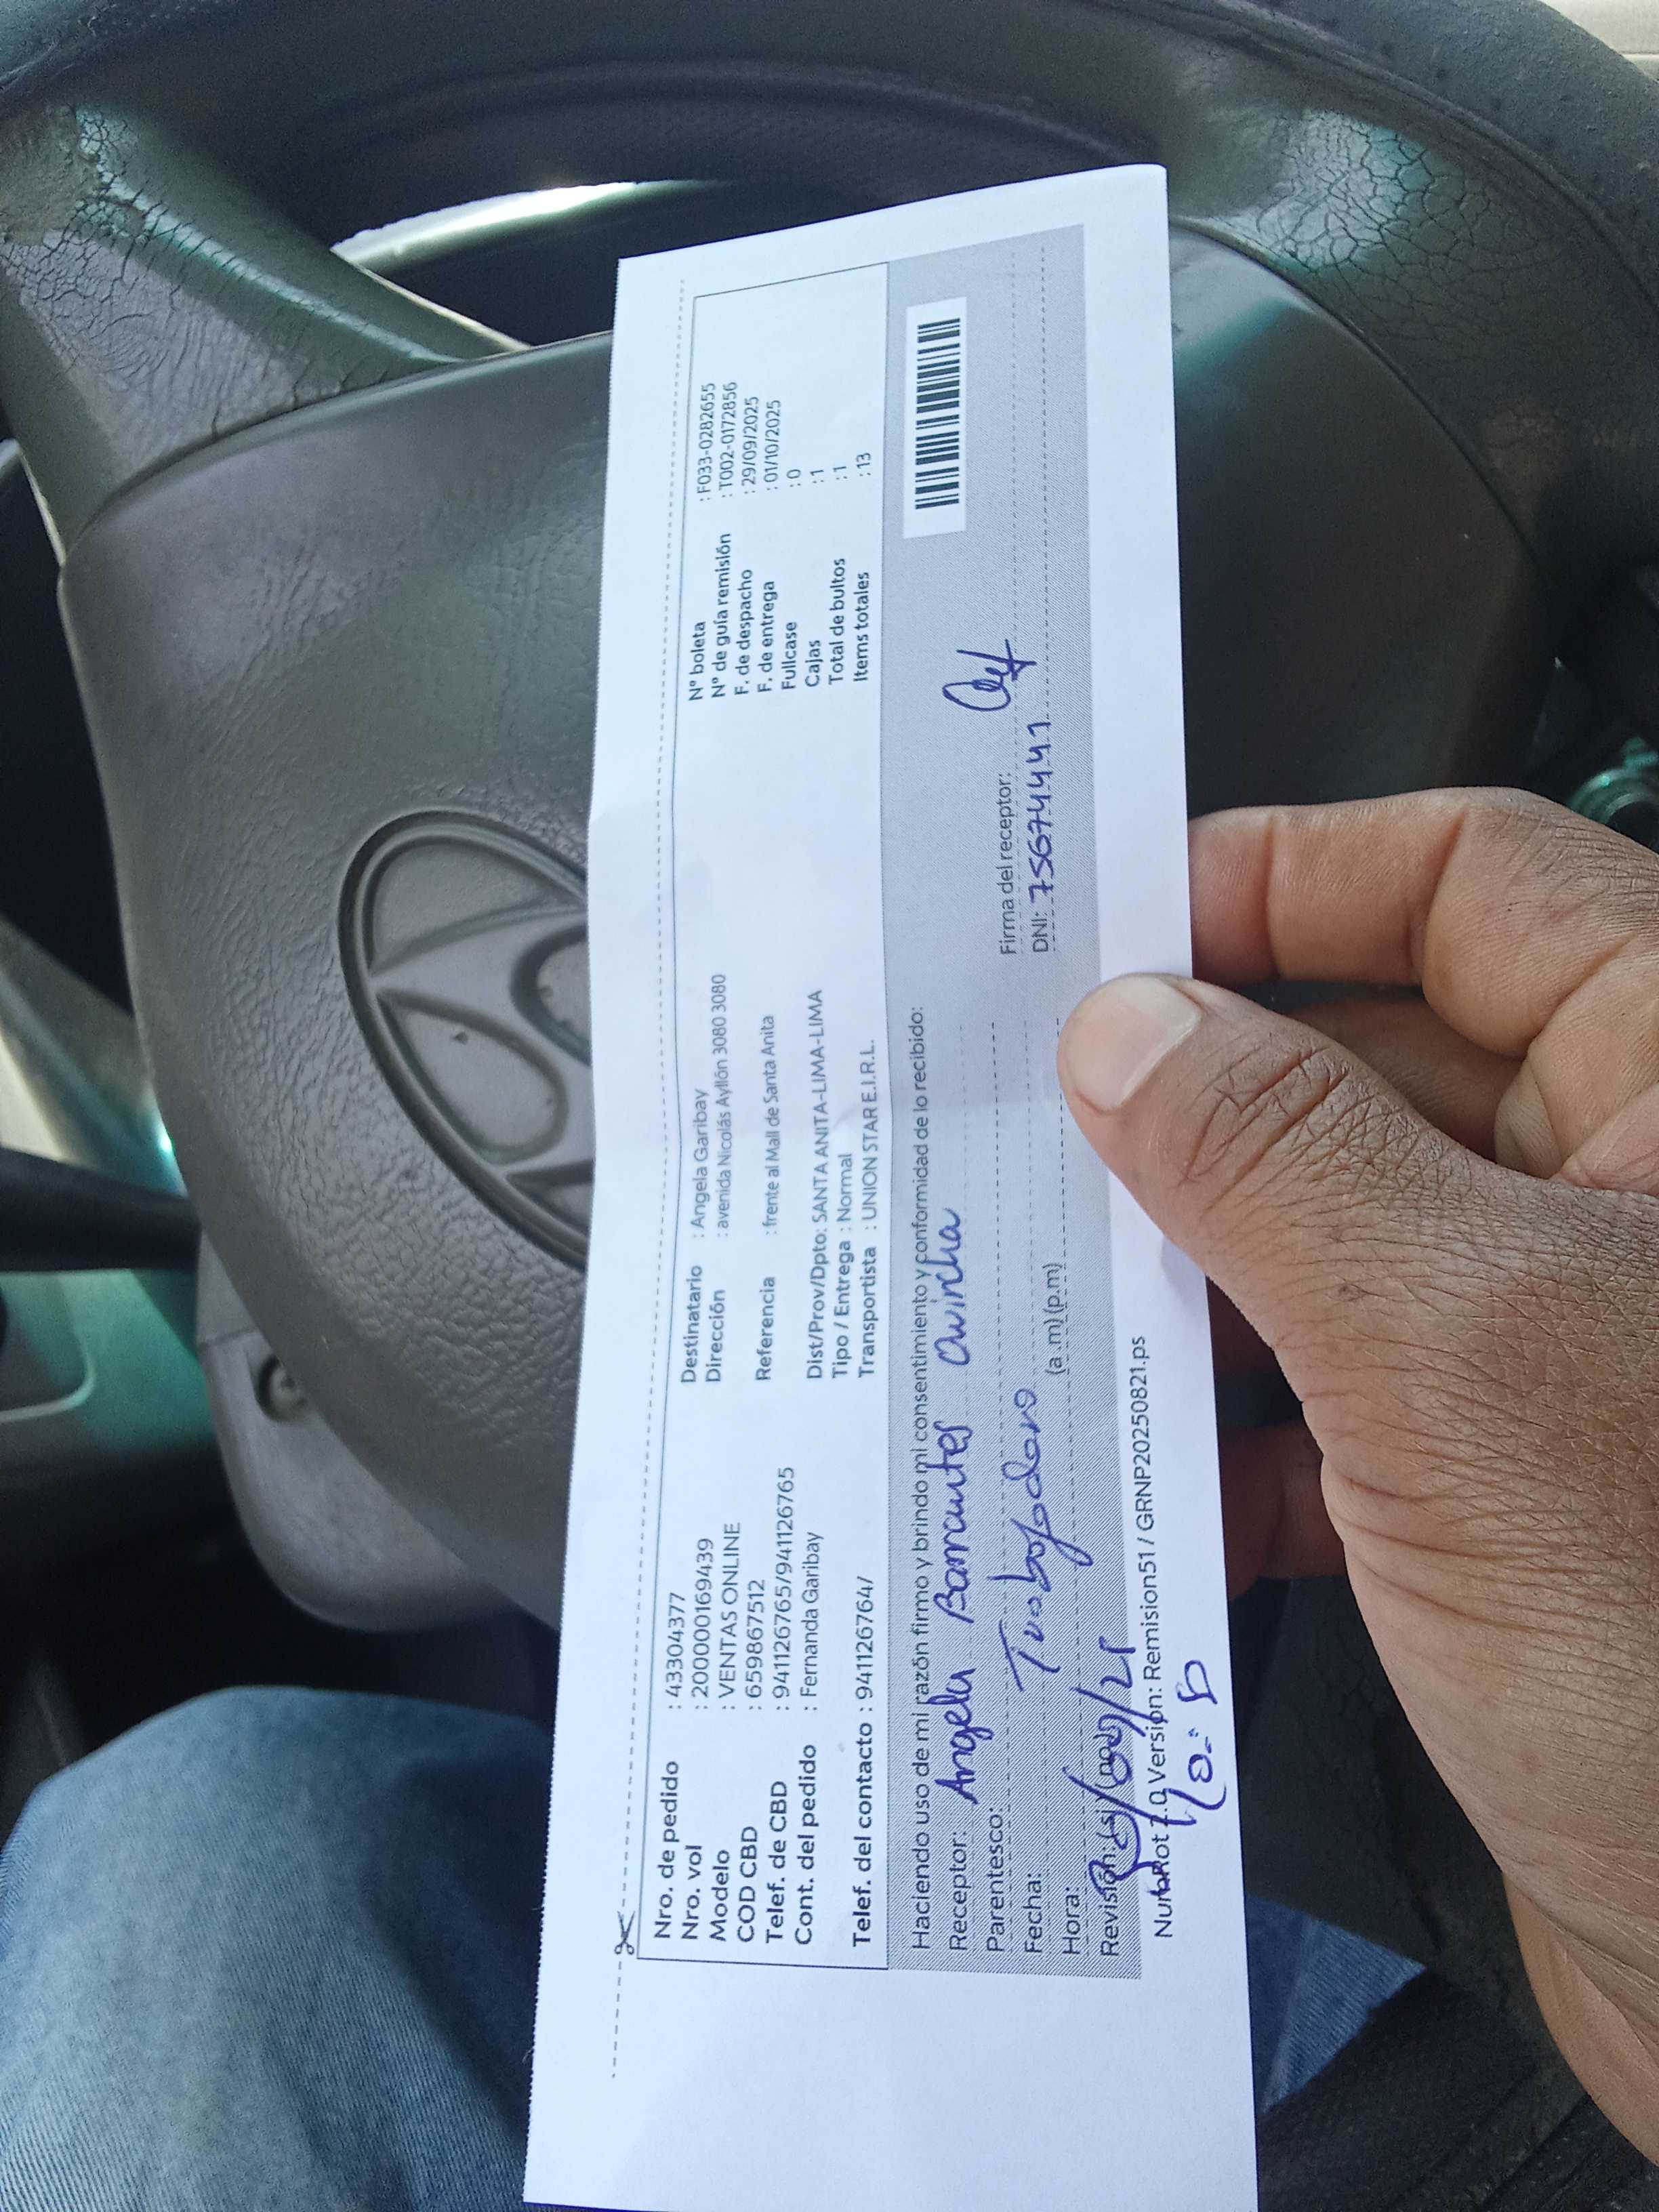 Nro. de pedido : 43304377
Nro. vol : 200000169439
Modelo : VENTAS ONLINE
COD CBD : 659867512
Telef. de CBD : 941126765/941126765
Cont. del pedido : Fernanda Garibay
Telef. del contacto : 941126764/
Destinatario : Angela Garibay
Dirección : avenida Nicolás Ayllón 3080 3080
Referencia : frente al Mall de Santa Anita
Dist/Prov/Dpto: SANTA ANITA-LIMA-LIMA
Tipo / Entrega : Normal
Transportista : UNION STAR E.I.R.L.
N° boleta : F033-0282655
N° de guía remisión : T002-0172856
F. de despacho : 29/09/2025
F. de entrega : 01/10/2025
Fullcase : 0
Cajas : 1
Total de bultos : 1
Items totales : 13
Haciendo uso de mi razón firmo y brindo mi consentimiento y conformidad de lo recibido:
Receptor: Angela Barrantes
Parentesco:
Fecha:
Hora: (a .m) (p.m)
Firma del receptor:
DNI: 75674441
Revisión: (si) (no)
Version: Remision51 / GRNP20250821.ps